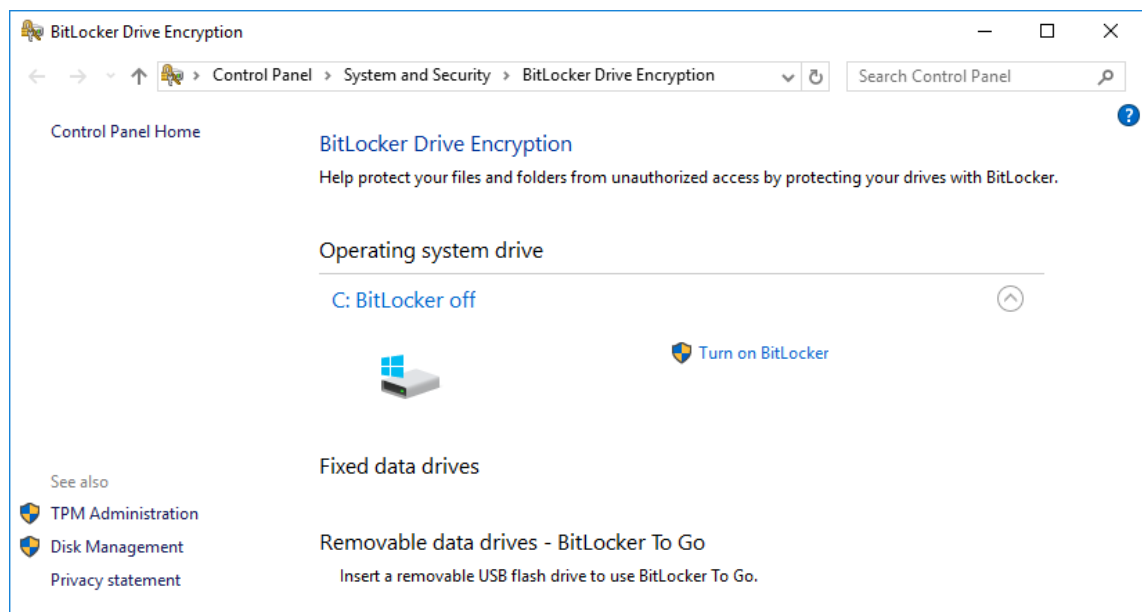 BitLocker Drive Encryption
Control Panel > System and Security > BitLocker Drive Encryption
Search Control Panel
?
Control Panel Home
BitLocker Drive Encryption
Help protect your files and folders from unauthorized access by protecting your drives with BitLocker.
Operating system drive
C: BitLocker off
Turn on BitLocker
Fixed data drives
See also
TPM Administration
Disk Management
Privacy statement
Removable data drives - BitLocker To Go
Insert a removable USB flash drive to use BitLocker To Go.